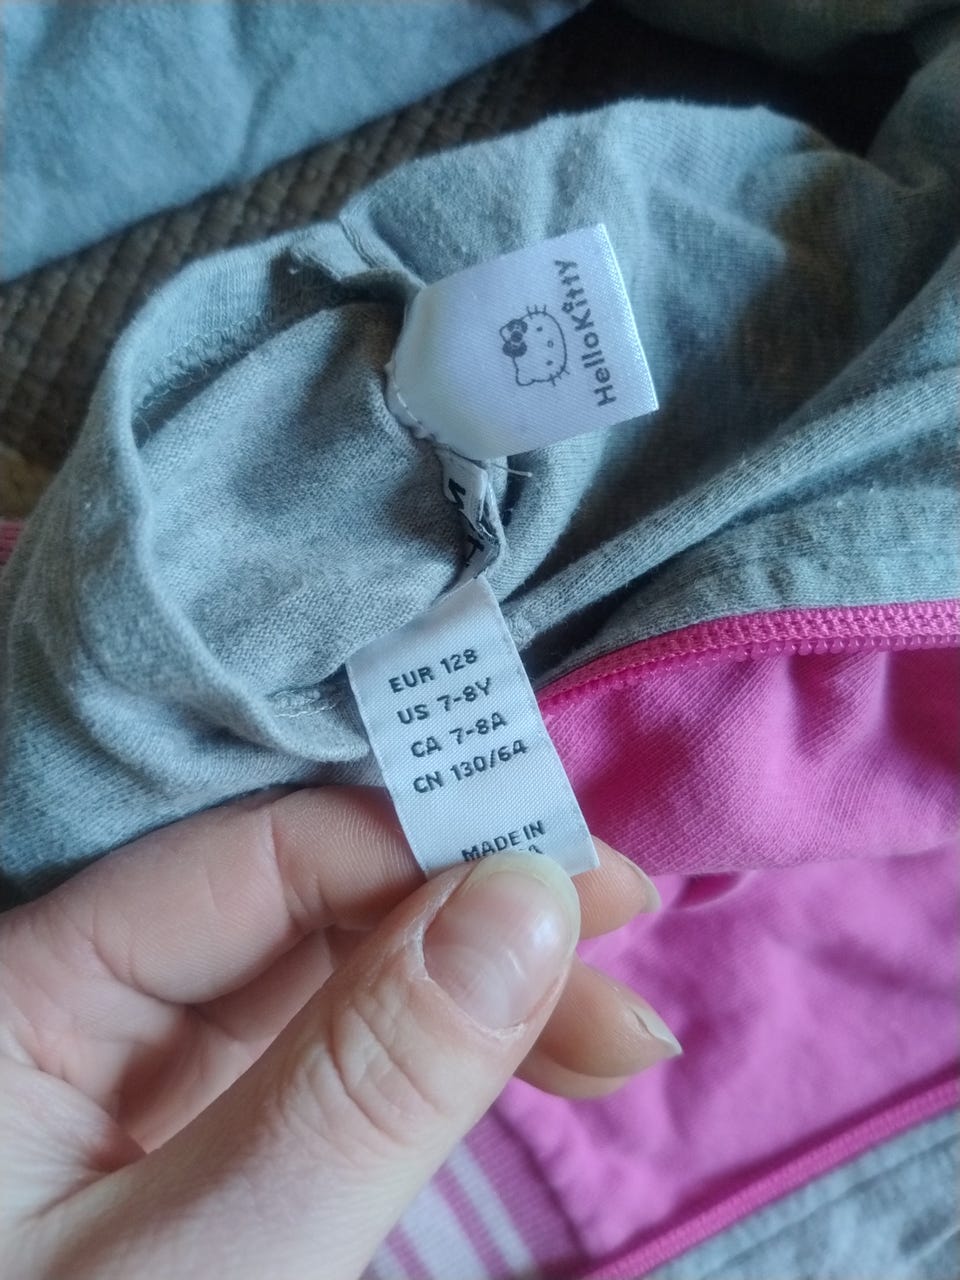 HelloKitty
EUR 128
US 7-8Y
CA 7-8A
CN 130/64
MADE IN